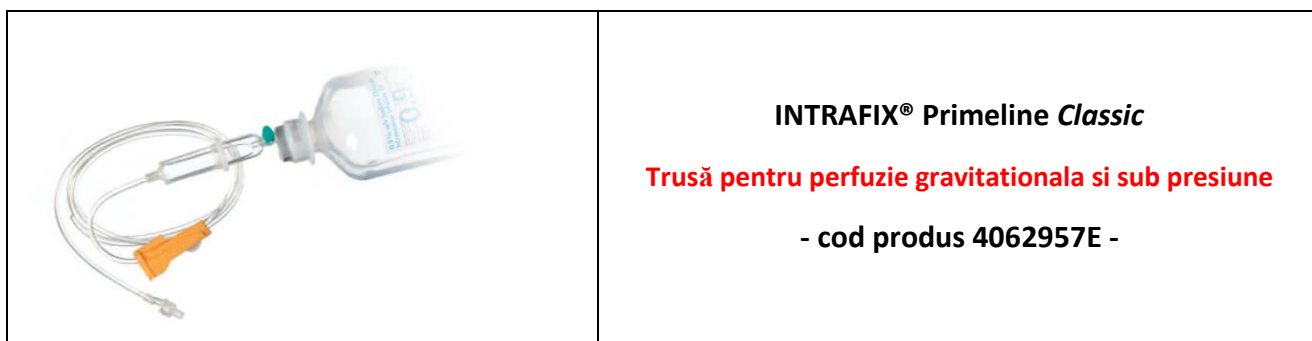 INTRAFIX® Primeline Classic
Trusă pentru perfuzie gravitationala si sub presiune
- cod produs 4062957E -